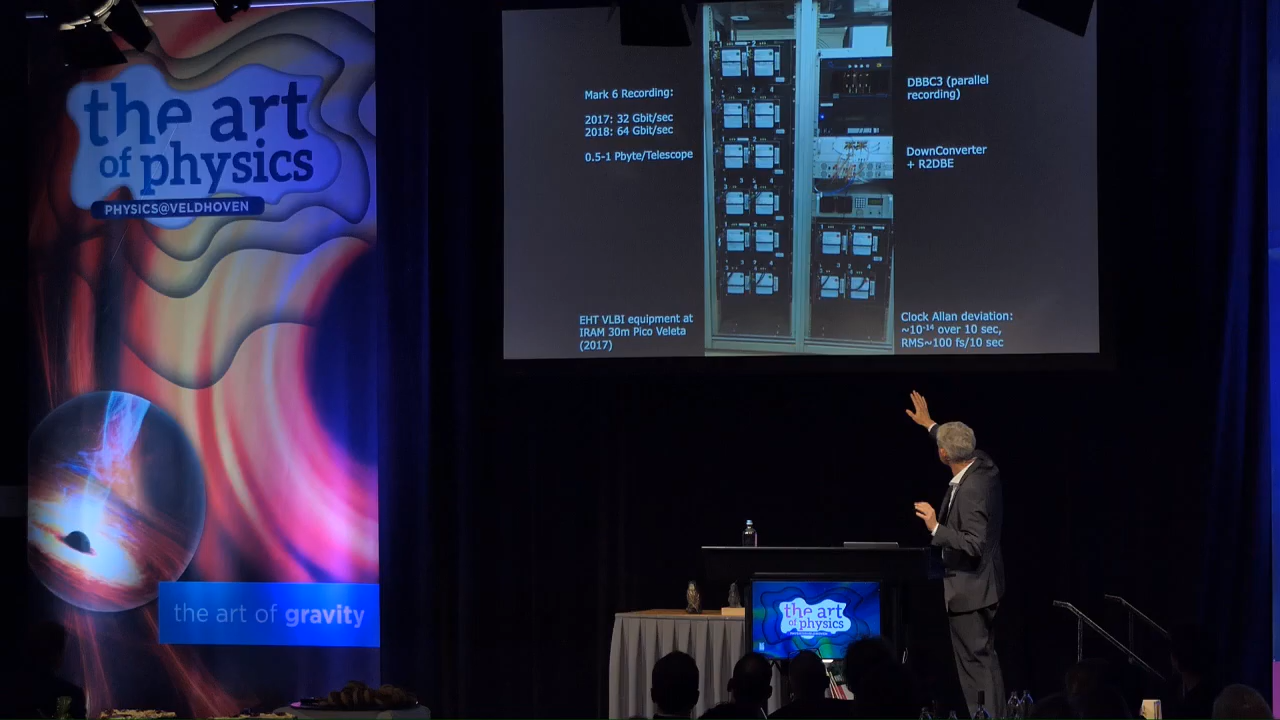 the art
of physics
PHYSICS@VELDHOVEN
the art of gravity
Mark 6 Recording:
2017: 32 Gbit/sec
2018: 64 Gbit/sec
0.5-1 Pbyte/Telescope
EHT VLBI equipment at
IRAM 30m Pico Veleta
(2017)
DBBC3 (parallel
recording)
DownConverter
+ R2DBE
Clock Allan deviation:
~10⁻¹⁴ over 10 sec,
RMS~100 fs/10 sec
the art
of physics